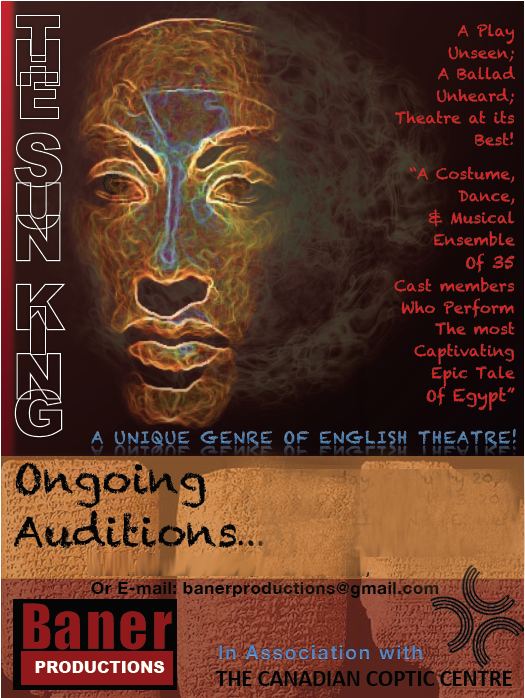 THE SUN KING
A Play
Unseen;
A Ballad
Unheard;
Theatre at its
Best!
"A Costume,
Dance,
& Musical
Ensemble
Of 35
Cast members
Who Perform
The most
Captivating
Epic Tale
Of Egypt"
A UNIQUE GENRE OF ENGLISH THEATRE!
Ongoing
Auditions...
Or E-mail: banerproductions@gmail.com
Baner
PRODUCTIONS
In Association with
THE CANADIAN COPTIC CENTRE